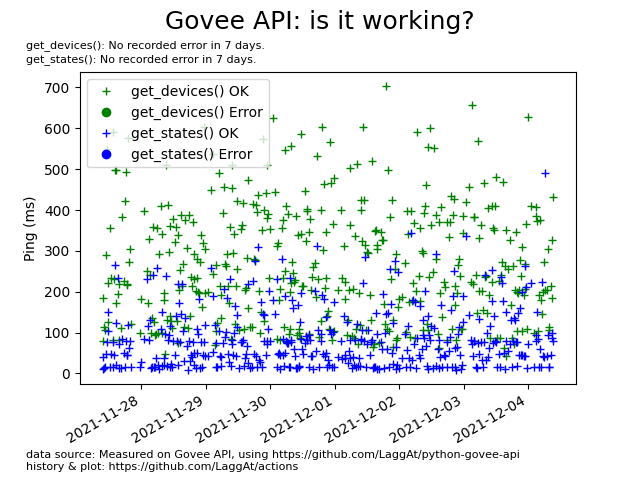 Govee API: is it working?
get_devices(): No recorded error in 7 days.
get_states(): No recorded error in 7 days.
get_devices() OK
get_devices() Error
get_states() OK
get_states() Error
Ping (ms)
700
600
500
400
300
200
100
0
2021-11-28
2021-11-29
2021-11-30
2021-12-01
2021-12-02
2021-12-03
2021-12-04
data source: Measured on Govee API, using https://github.com/LaggAt/python-govee-api
history & plot: https://github.com/LaggAt/actions